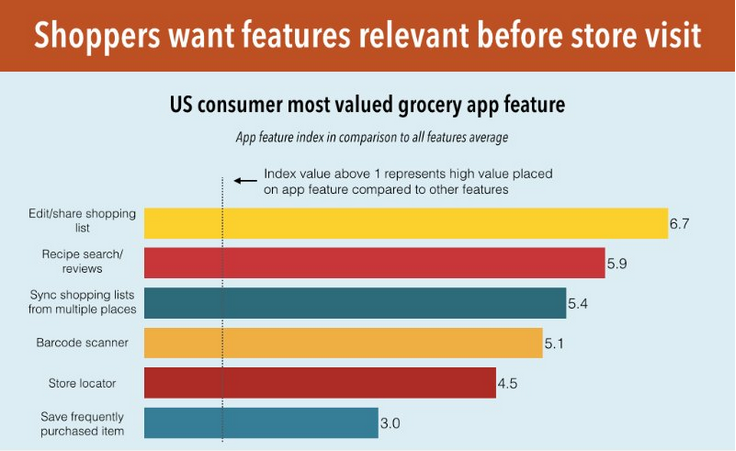 Shoppers want features relevant before store visit
US consumer most valued grocery app feature
App feature index in comparison to all features average
Index value above 1 represents high value placed
on app feature compared to other features
Edit/share shopping
list
6.7
Recipe search/
reviews
5.9
Sync shopping lists
from multiple places
5.4
Barcode scanner
5.1
Store locator
4.5
Save frequently
purchased item
3.0